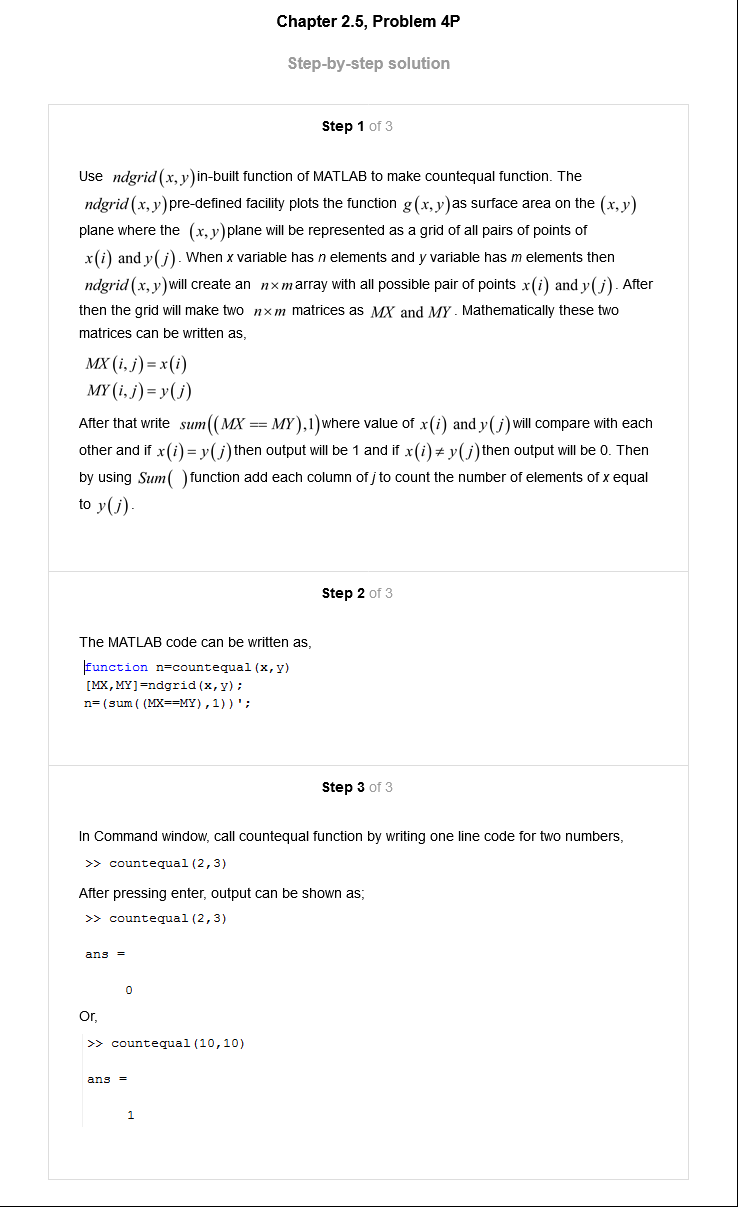 Chapter 2.5, Problem 4P
Step-by-step solution
Step 1 of 3
Use ndgrid(x, y) in-built function of MATLAB to make countequal function. The
ndgrid(x, y) pre-defined facility plots the function g(x, y) as surface area on the (x, y)
plane where the (x, y) plane will be represented as a grid of all pairs of points of
x(i) and y(j). When x variable has n elements and y variable has m elements then
ndgrid(x, y) will create an n×m array with all possible pair of points x(i) and y(j). After
then the grid will make two n×m matrices as MX and MY. Mathematically these two
matrices can be written as,
MX(i, j) = x(i)
MY(i, j) = y(j)
After that write sum((MX == MY),1) where value of x(i) and y(j) will compare with each
other and if x(i) = y(j) then output will be 1 and if x(i) ≠ y(j) then output will be 0. Then
by using Sum( ) function add each column of j to count the number of elements of x equal
to y(j).
Step 2 of 3
The MATLAB code can be written as,
function n=countequal(x,y)
[MX,MY]=ndgrid(x,y);
n=(sum((MX==MY),1))';
Step 3 of 3
In Command window, call countequal function by writing one line code for two numbers,
>> countequal(2,3)
After pressing enter, output can be shown as;
>> countequal(2,3)
ans =
0
Or,
>> countequal(10,10)
ans =
1